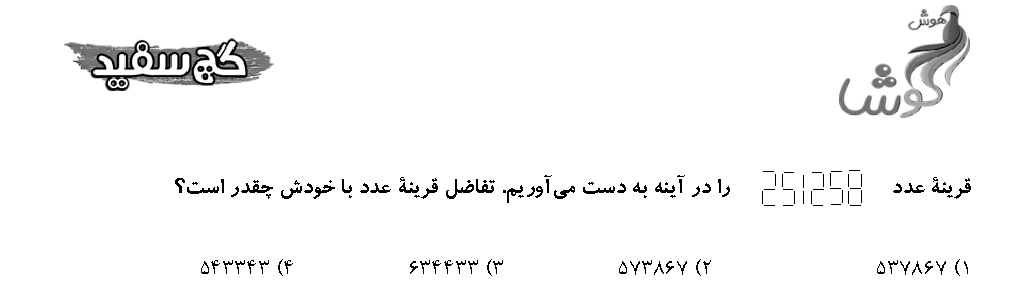 هوش
گوشا
گچ سفید
قرینهٔ عدد 251258 را در آینه به دست می‌آوریم. تفاضل قرینهٔ عدد با خودش چقدر است؟
۱) ۵۳۷۸۶۷ ۲) ۵۷۳۸۶۷ ۳) ۶۳۴۴۳۳ ۴) ۵۴۳۳۴۳